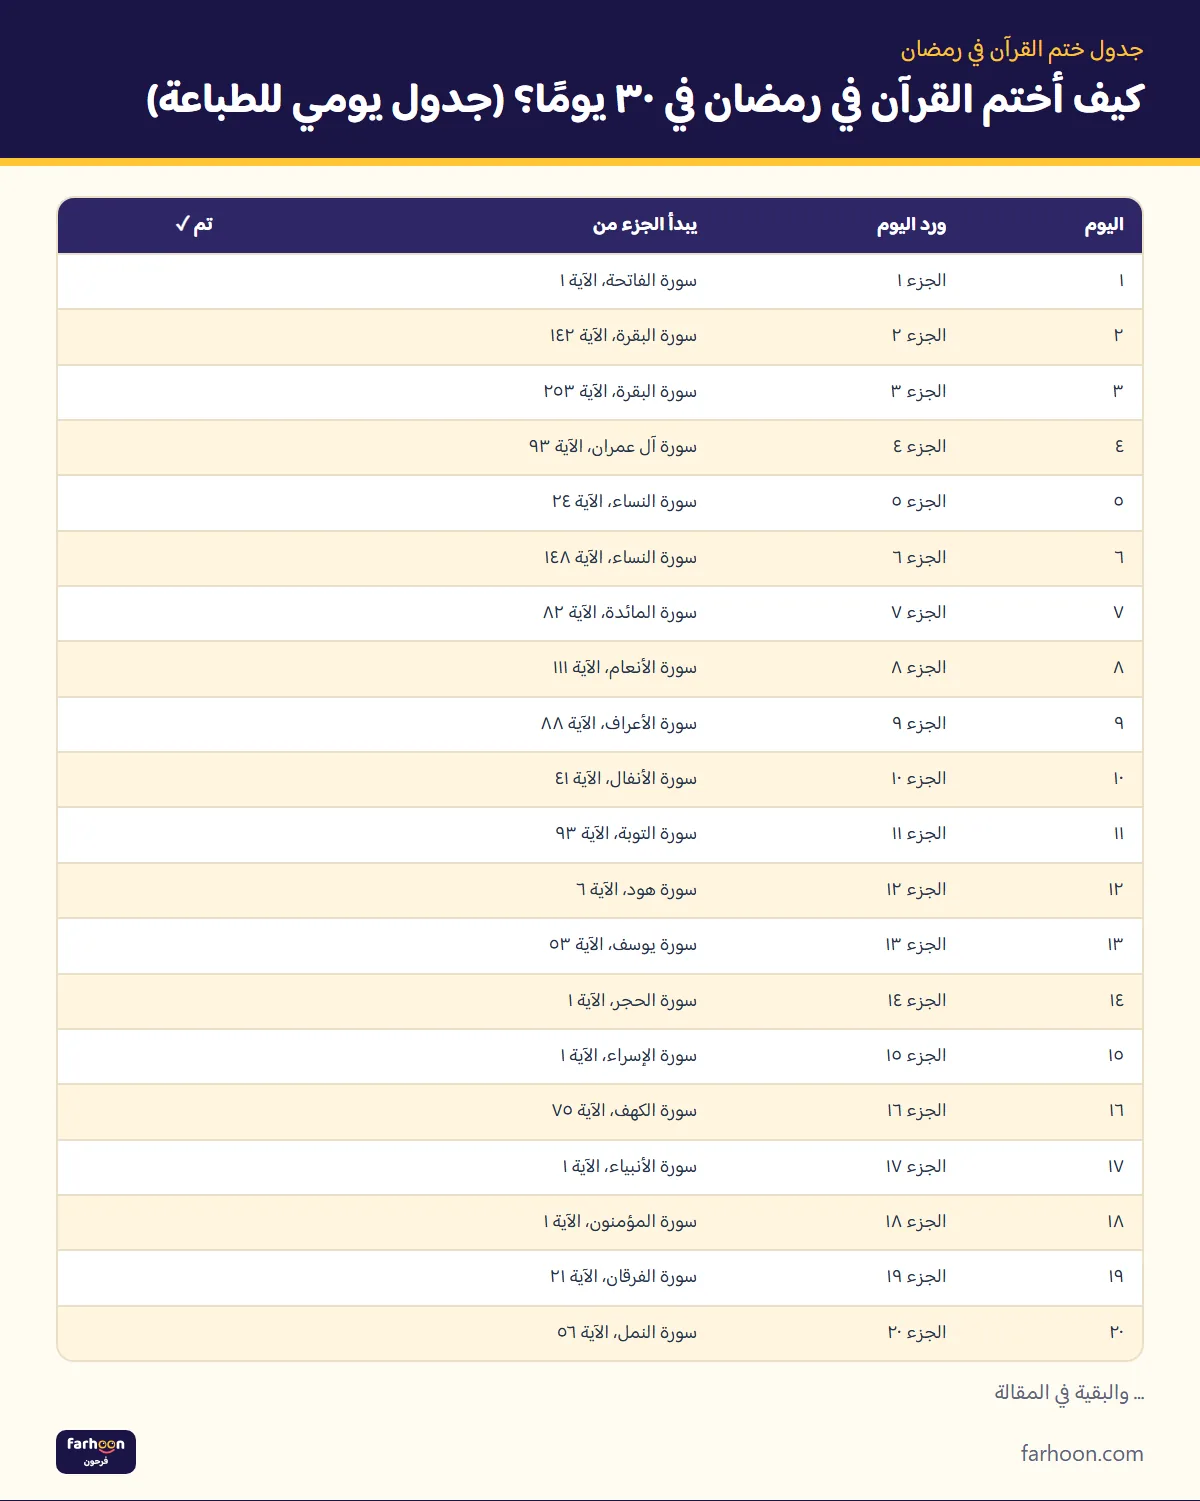 جدول ختم القرآن في رمضان
كيف أختم القرآن في رمضان في ٣٠ يومًا؟ (جدول يومي للطباعة)
اليوم ورد اليوم يبدأ الجزء من تم ✓
١ الجزء ١ سورة الفاتحة، الآية ١
٢ الجزء ٢ سورة البقرة، الآية ١٤٢
٣ الجزء ٣ سورة البقرة، الآية ٢٥٣
٤ الجزء ٤ سورة آل عمران، الآية ٩٣
٥ الجزء ٥ سورة النساء، الآية ٢٤
٦ الجزء ٦ سورة النساء، الآية ١٤٨
٧ الجزء ٧ سورة المائدة، الآية ٨٢
٨ الجزء ٨ سورة الأنعام، الآية ١١١
٩ الجزء ٩ سورة الأعراف، الآية ٨٨
١٠ الجزء ١٠ سورة الأنفال، الآية ٤١
١١ الجزء ١١ سورة التوبة، الآية ٩٣
١٢ الجزء ١٢ سورة هود، الآية ٦
١٣ الجزء ١٣ سورة يوسف، الآية ٥٣
١٤ الجزء ١٤ سورة الحجر، الآية ١
١٥ الجزء ١٥ سورة الإسراء، الآية ١
١٦ الجزء ١٦ سورة الكهف، الآية ٧٥
١٧ الجزء ١٧ سورة الأنبياء، الآية ١
١٨ الجزء ١٨ سورة المؤمنون، الآية ١
١٩ الجزء ١٩ سورة الفرقان، الآية ٢١
٢٠ الجزء ٢٠ سورة النمل، الآية ٥٦
... والبقية في المقالة
farhoon.com
farhoon
فرحون